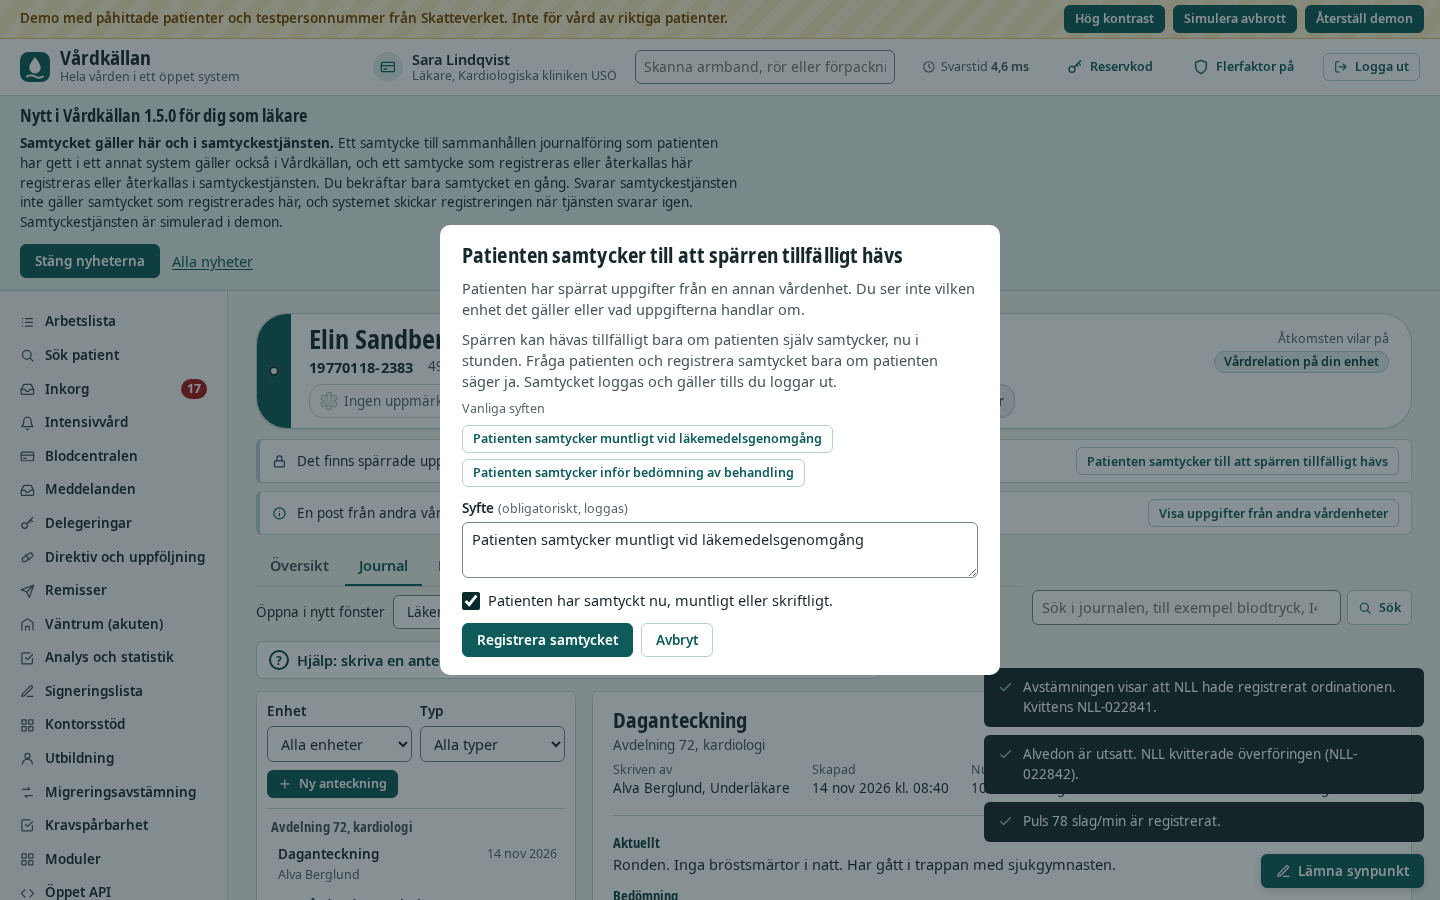 Demo med påhittade patienter och testpersonnummer från Skatteverket. Inte för vård av riktiga patienter.
Hög kontrast
Simulera avbrott
Återställ demon
Vårdkällan
Hela vården i ett öppet system
Sara Lindqvist
Läkare, Kardiologiska kliniken USÖ
Skanna armband, rör eller förpackni
Svarstid 4,6 ms
Reservkod
Flerfaktor på
Logga ut
Nytt i Vårdkällan 1.5.0 för dig som läkare
Samtycket gäller här och i samtyckestjänsten. Ett samtycke till sammanhållen journalföring som patienten
har gett i ett annat system gäller också i Vårdkällan, och ett samtycke som registreras eller återkallas här
registreras eller återkallas i samtyckestjänsten. Du bekräftar bara samtycket en gång. Svarar samtyckestjänsten
inte gäller samtycket som registrerades här, och systemet skickar registreringen när tjänsten svarar igen.
Samtyckestjänsten är simulerad i demon.
Stäng nyheterna
Alla nyheter
Arbetslista
Sök patient
Inkorg
17
Intensivvård
Blodcentralen
Meddelanden
Delegeringar
Direktiv och uppföljning
Remisser
Väntrum (akuten)
Analys och statistik
Signeringslista
Kontorsstöd
Utbildning
Migreringsavstämning
Kravspårbarhet
Moduler
Öppet API
Elin Sandber
19770118-2383 49
Ingen uppmärk
Åtkomsten vilar på
Vårdrelation på din enhet
Det finns spärrade upp
Patienten samtycker till att spärren tillfälligt hävs
En post från andra vår
Visa uppgifter från andra vårdenheter
Översikt
Journal
Öppna i nytt fönster
Läker
Sök i journalen, till exempel blodtryck, I
Sök
Hjälp: skriva en ante
Patienten samtycker till att spärren tillfälligt hävs
Patienten har spärrat uppgifter från en annan vårdenhet. Du ser inte vilken
enhet det gäller eller vad uppgifterna handlar om.
Spärren kan hävas tillfälligt bara om patienten själv samtycker, nu i
stunden. Fråga patienten och registrera samtycket bara om patienten
säger ja. Samtycket loggas och gäller tills du loggar ut.
Vanliga syften
Patienten samtycker muntligt vid läkemedelsgenomgång
Patienten samtycker inför bedömning av behandling
Syfte (obligatoriskt, loggas)
Patienten samtycker muntligt vid läkemedelsgenomgång
Patienten har samtyckt nu, muntligt eller skriftligt.
Registrera samtycket
Avbryt
Enhet
Typ
Alla enheter
Alla typer
Ny anteckning
Avdelning 72, kardiologi
Daganteckning
14 nov 2026
Alva Berglund
Daganteckning
Avdelning 72, kardiologi
Skriven av
Alva Berglund, Underläkare
Skapad
14 nov 2026 kl. 08:40
Aktuellt
Ronden. Inga bröstsmärtor i natt. Har gått i trappan med sjukgymnasten.
Bedömning
Avstämningen visar att NLL hade registrerat ordinationen.
Kvittens NLL-022841.
Alvedon är utsatt. NLL kvitterade överföringen (NLL-
022842).
Puls 78 slag/min är registrerat.
Lämna synpunkt